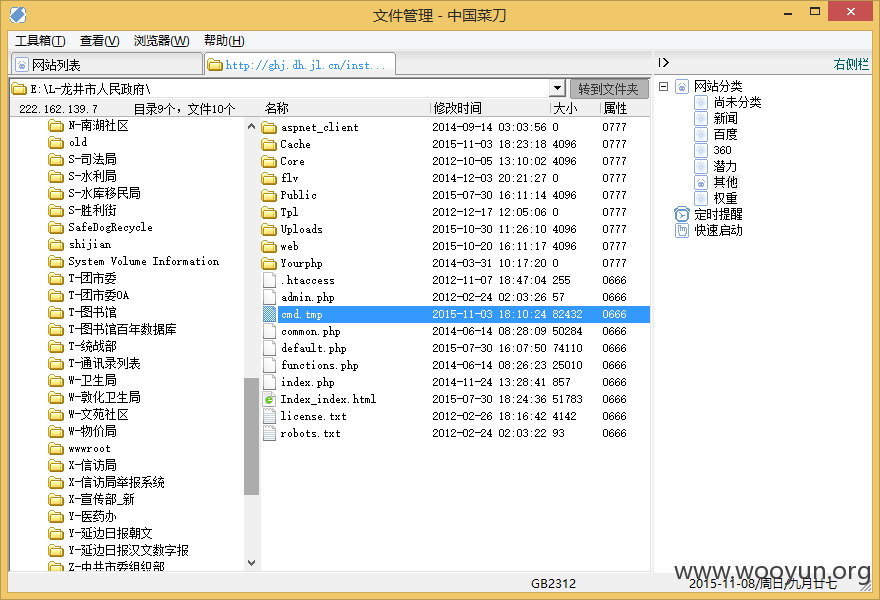 文件管理 - 中国菜刀
工具箱(T) 查看(V) 浏览器(W) 帮助(H)
网站列表 http://ghj.dh.jl.cn/inst... 右侧栏
E:\L-龙井市人民政府\ 转到文件夹
222.162.139.7 目录9个，文件10个 名称 修改时间 大小 属性
N-南湖社区
old
S-司法局
S-水利局
S-水库移民局
S-胜利街
SafeDogRecycle
shijian
System Volume Information
T-团市委
T-团市委OA
T-图书馆
T-图书馆百年数据库
T-统战部
T-通讯录列表
W-卫生局
W-敦化卫生局
W-文苑社区
W-物价局
wwwroot
X-信访局
X-信访局举报系统
X-宣传部_新
Y-医药办
Y-延边日报朝文
Y-延边日报汉文数字报
Z-中共市委组织部
aspnet_client 2014-09-14 03:03:56 0 0777
Cache 2015-11-03 18:23:18 4096 0777
Core 2012-10-05 13:10:02 4096 0777
flv 2014-12-03 20:21:27 0 0777
Public 2015-07-30 16:11:14 4096 0777
Tpl 2012-12-17 12:05:06 0 0777
Uploads 2015-10-30 11:26:10 4096 0777
web 2015-10-20 16:11:17 4096 0777
Yourphp 2014-03-31 10:17:20 0 0777
.htaccess 2012-11-07 18:47:04 255 0666
admin.php 2012-02-24 02:03:26 57 0666
cmd.tmp 2015-11-03 18:10:24 82432 0666
common.php 2014-06-14 08:28:09 50284 0666
default.php 2015-07-30 16:07:50 74110 0666
functions.php 2014-06-14 08:26:23 25010 0666
index.php 2014-11-24 13:28:41 857 0666
Index_index.html 2015-07-30 18:24:36 51783 0666
license.txt 2012-02-26 18:16:42 4142 0666
robots.txt 2012-02-24 02:03:22 93 0666
网站分类
尚未分类
新闻
百度
360
潜力
其他
权重
定时提醒
快速启动
www.wooyun.org
GB2312 2015-11-08/周日/九月廿七